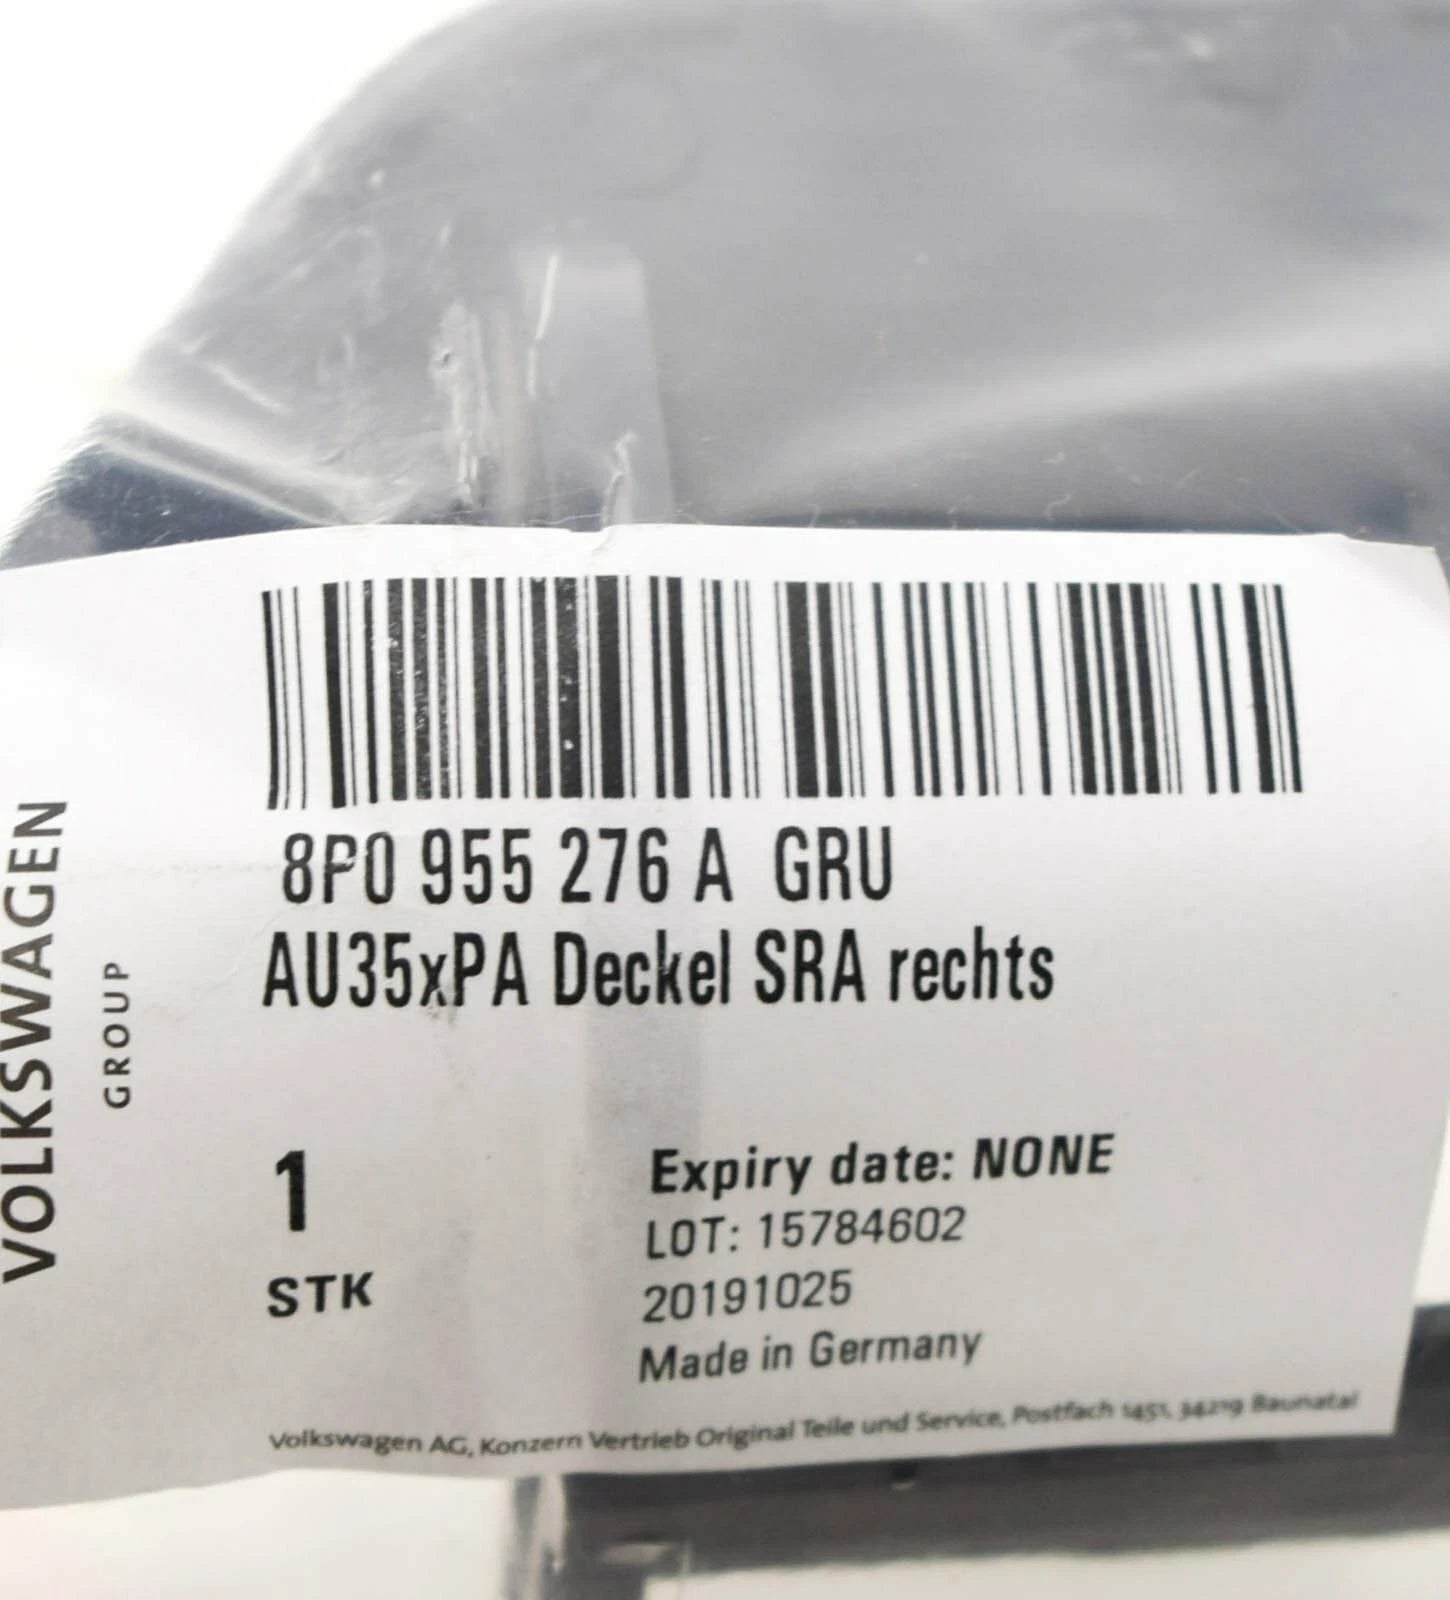 VOLKSWAGEN
GROUP
8P0 955 276 A GRU
AU35xPA Deckel SRA rechts
1
STK
Expiry date: NONE
LOT: 15784602
20191025
Made in Germany
Volkswagen AG, Konzern Vertrieb Original Teile und Service, Postfach 1451, 34219 Baunatal